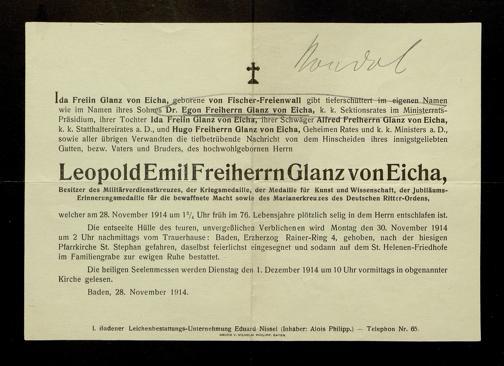 Kondol
Ida Freiin Glanz von Eicha, geborene von Fischer-Freienwall gibt tieferschüttert im eigenen Namen
wie im Namen ihres Sohnes Dr. Egon Freiherrn Glanz von Eicha, k. k. Sektionsrates im Ministerrats-
Präsidium, ihrer Tochter Ida Freiin Glanz von Eicha, ihrer Schwäger Alfred Freiherrn Glanz von Eicha,
k. k. Statthaltereirates a. D., und Hugo Freiherrn Glanz von Eicha, Geheimen Rates und k. k. Ministers a. D.,
sowie aller übrigen Verwandten die tiefbetrübende Nachricht von dem Hinscheiden ihres innigstgeliebten
Gatten, bezw. Vaters und Bruders, des hochwohlgebornen Herrn
Leopold Emil Freiherrn Glanz von Eicha,
Besitzer des Militärverdienstkreuzes, der Kriegsmedaille, der Medaille für Kunst und Wissenschaft, der Jubiläums-
Erinnerungsmedaille für die bewaffnete Macht sowie des Marianerkreuzes des Deutschen Ritter-Ordens,
welcher am 28. November 1914 um Uhr früh im 76. Lebensjahre plötzlich selig in dem Herrn entschlafen ist.
Die entseelte Hülle des teuren, unvergeßlichen Verblichenen wird Montag den 30. November 1914
um 2 Uhr nachmittags vom Trauerhause: Baden, Erzherzog Rainer-Ring 4, gehoben, nach der hiesigen
Pfarrkirche St. Stephan gefahren, daselbst feierlichst eingesegnet und sodann auf dem St. Helenen-Friedhofe
im Familiengrabe zur ewigen Ruhe bestattet.
Die heiligen Seelenmessen werden Dienstag den 1. Dezember 1914 um 10 Uhr vormittags in obgenannter
Kirche gelesen.
Baden, 28. November 1914.
I. Badener Leichenbestattungs-Unternehmung Eduard Nissel (Inhaber: Alois Philipp.) — Telephon Nr. 65.